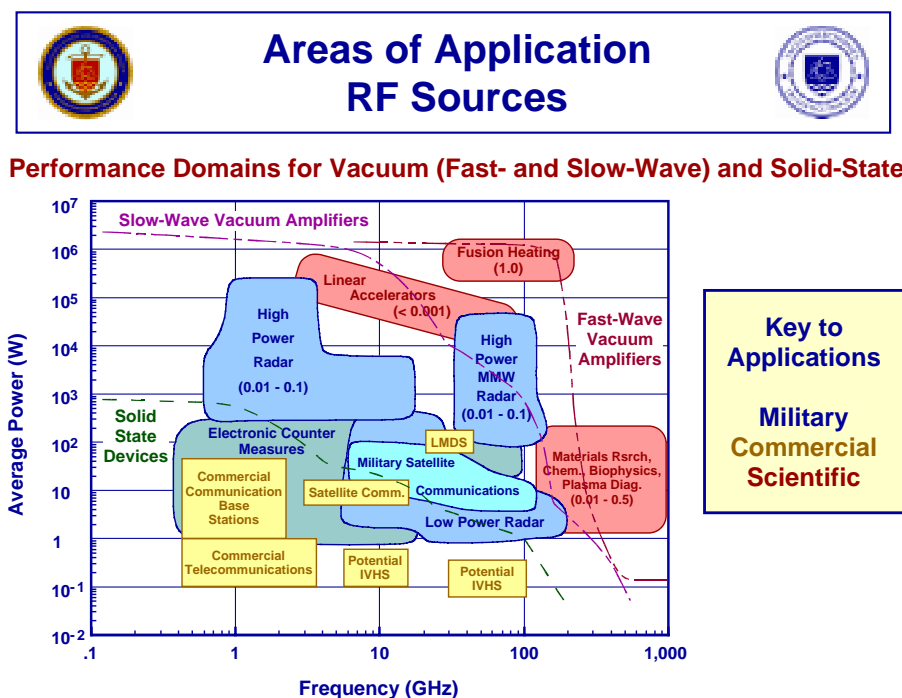 Areas of Application
RF Sources
Performance Domains for Vacuum (Fast- and Slow-Wave) and Solid-State
Average Power (W)
10⁷
10⁶
10⁵
10⁴
10³
10²
10
1
10⁻¹
10⁻²
Slow-Wave Vacuum Amplifiers
Fusion Heating
(1.0)
Linear
Accelerators
(< 0.001)
High
Power
Radar
(0.01 - 0.1)
High
Power
MMW
Radar
(0.01 - 0.1)
Fast-Wave
Vacuum
Amplifiers
Solid
State
Devices
Electronic Counter
Measures
LMDS
Military Satellite
Communications
Materials Rsrch,
Chem., Biophysics,
Plasma Diag.
(0.01 - 0.5)
Commercial
Communication
Base
Stations
Satellite Comm.
Low Power Radar
Commercial
Telecommunications
Potential
IVHS
Potential
IVHS
.1
1
10
100
1,000
Frequency (GHz)
Key to
Applications
Military
Commercial
Scientific